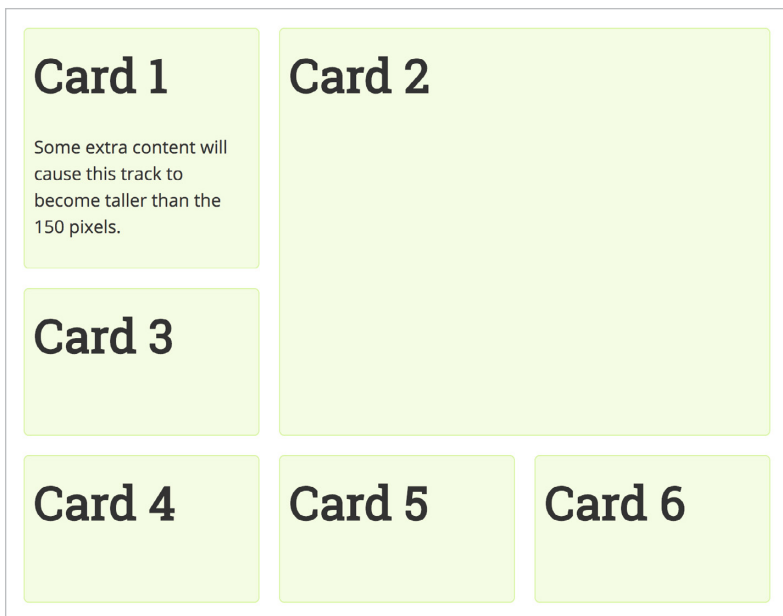 Card 1
Some extra content will
cause this track to
become taller than the
150 pixels.
Card 2
Card 3
Card 4
Card 5
Card 6